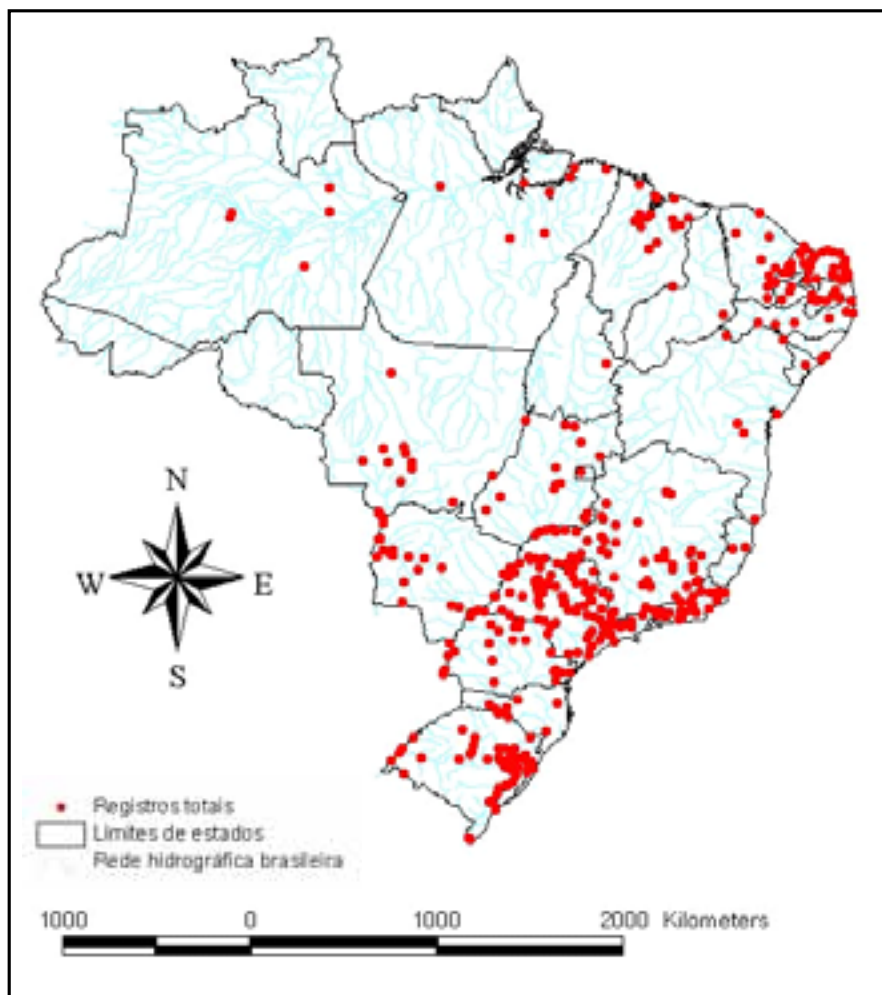 N
W E
S
Registros totais
Limites de estados
Rede hidrográfica brasileira
1000 0 1000 2000 Kilometers